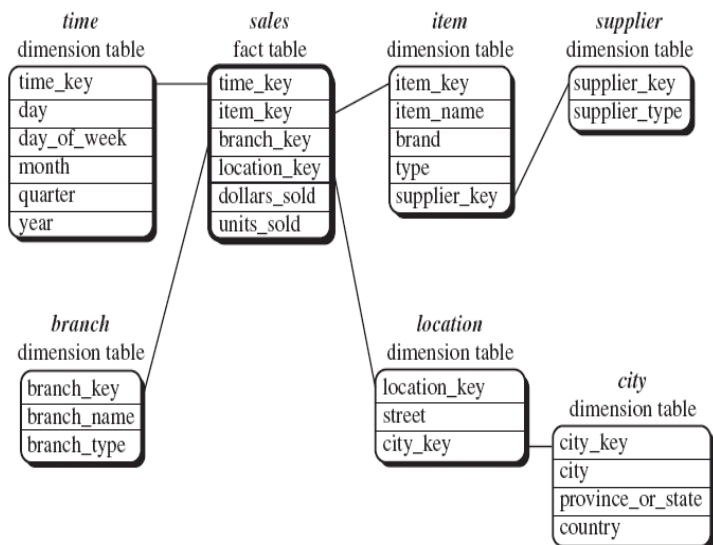 time
dimension table
time_key
day
day_of_week
month
quarter
year
sales
fact table
time_key
item_key
branch_key
location_key
dollars_sold
units_sold
item
dimension table
item_key
item_name
brand
type
supplier_key
supplier
dimension table
supplier_key
supplier_type
branch
dimension table
branch_key
branch_name
branch_type
location
dimension table
location_key
street
city_key
city
dimension table
city_key
city
province_or_state
country